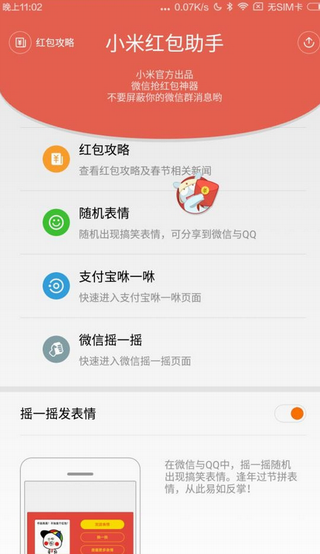 晚上11:02
0.07K/s
无SIM卡
红包攻略
小米红包助手
小米官方出品
微信抢红包神器
不要屏蔽你的微信群消息哟
红包攻略
查看红包攻略及春节相关新闻
随机表情
随机出现搞笑表情，可分享到微信与QQ
支付宝咻一咻
快速进入支付宝咻一咻页面
微信摇一摇
快速进入微信摇一摇页面
摇一摇发表情
在微信与QQ中，摇一摇随机
出现搞笑表情。逢年过节拼表
情，从此易如反掌！